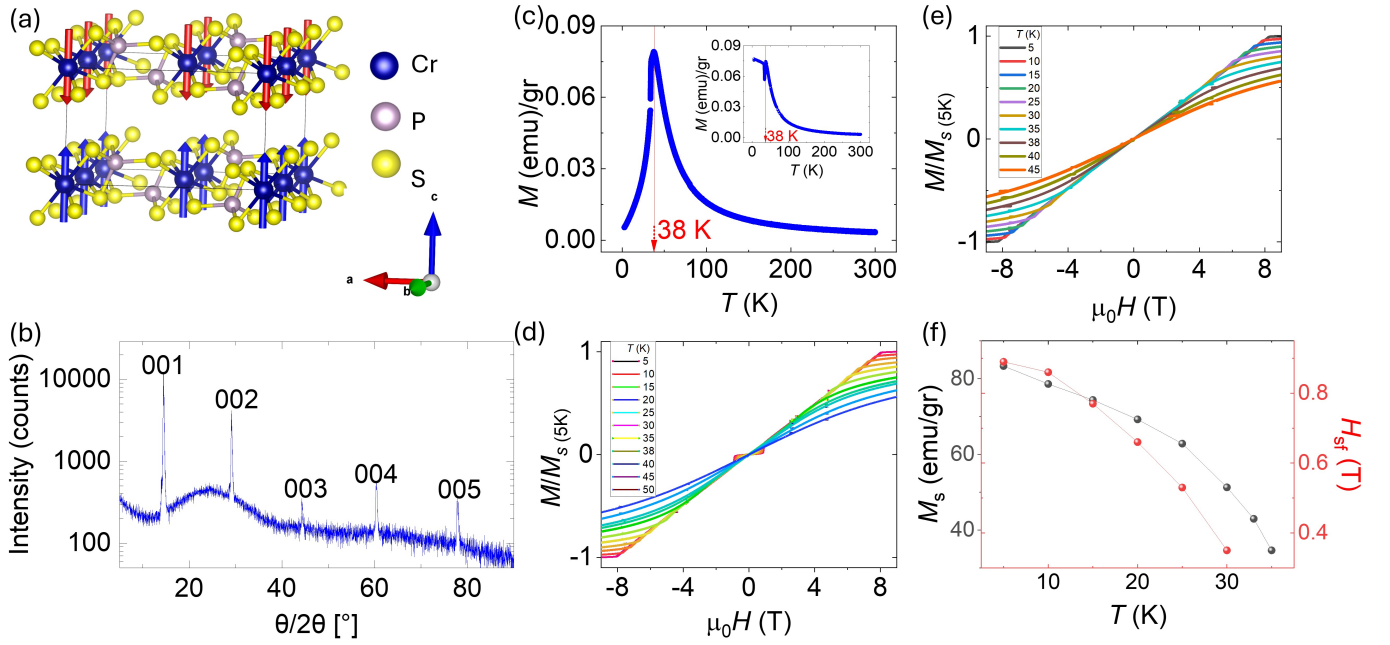 (a)
Cr
P
S
c
a
b
(b)
Intensity (counts)
10000
1000
100
001
002
003
004
005
20
40
60
80
θ/2θ [°]
(c)
M (emu)/gr
0.09
0.06
0.03
0.00
38 K
0
100
200
300
T (K)
M (emu)/gr
0.09
0.06
0.03
0.00
38 K
0
100
200
300
T (K)
(d)
M/Ms (5K)
1
0
-1
T (K)
5
10
15
20
25
30
35
38
40
45
50
-8
-4
0
4
8
μ0H (T)
(e)
M/Ms (5K)
1
0
-1
T (K)
5
10
15
20
25
30
35
38
40
45
-8
-4
0
4
8
μ0H (T)
(f)
Ms (emu/gr)
80
60
40
10
20
30
T (K)
0.8
0.6
0.4
Hsf (T)